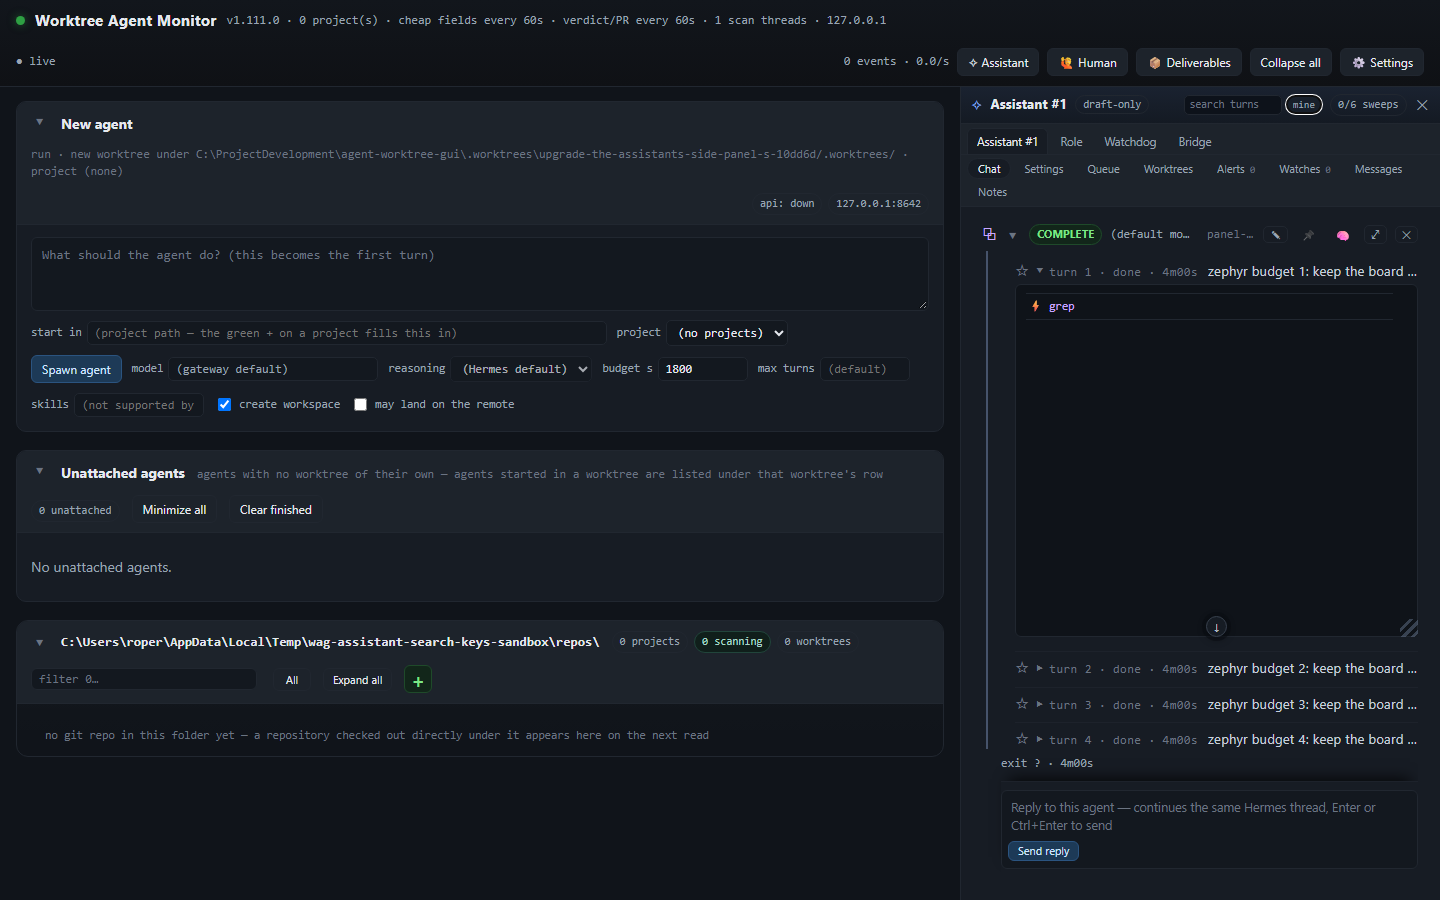 Worktree Agent Monitor v1.111.0 · 0 project(s) · cheap fields every 60s · verdict/PR every 60s · 1 scan threads · 127.0.0.1
live
0 events · 0.0/s
Assistant
Human
Deliverables
Collapse all
Settings
New agent
run · new worktree under C:\ProjectDevelopment\agent-worktree-gui\.worktrees\upgrade-the-assistants-side-panel-s-10dd6d/.worktrees/ ·
project (none)
api: down 127.0.0.1:8642
What should the agent do? (this becomes the first turn)
start in (project path — the green + on a project fills this in) project (no projects)
Spawn agent model (gateway default) reasoning (Hermes default) budget s 1800 max turns (default)
skills (not supported by create workspace may land on the remote
Unattached agents agents with no worktree of their own — agents started in a worktree are listed under that worktree's row
0 unattached Minimize all Clear finished
No unattached agents.
C:\Users\roper\AppData\Local\Temp\wag-assistant-search-keys-sandbox\repos\ 0 projects 0 scanning 0 worktrees
filter 0… All Expand all +
no git repo in this folder yet — a repository checked out directly under it appears here on the next read
Assistant #1 draft-only search turns mine 0/6 sweeps
Assistant #1 Role Watchdog Bridge
Chat Settings Queue Worktrees Alerts 0 Watches 0 Messages
Notes
COMPLETE (default mo… panel-…
turn 1 · done · 4m00s zephyr budget 1: keep the board …
grep
turn 2 · done · 4m00s zephyr budget 2: keep the board …
turn 3 · done · 4m00s zephyr budget 3: keep the board …
turn 4 · done · 4m00s zephyr budget 4: keep the board …
exit ? · 4m00s
Reply to this agent — continues the same Hermes thread, Enter or
Ctrl+Enter to send
Send reply